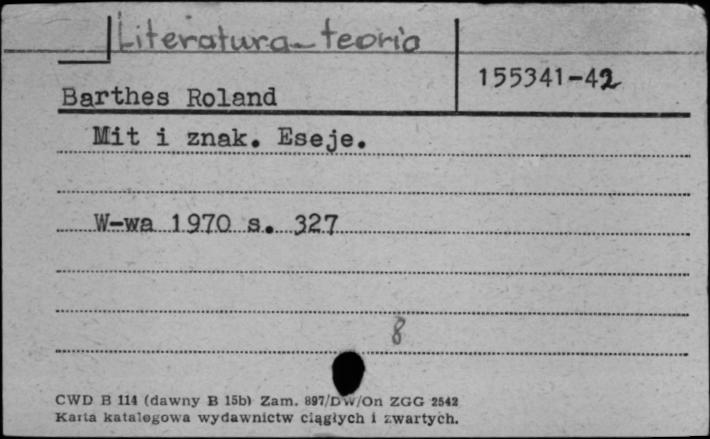 Literatura-teoria
155341-42
Barthes Roland
Mit i znak. Eseje.
W-wa 1970 s. 327
8
CWD B 114 (dawny B 15b) Zam. 897/DW/On ZGG 2542
Karta katalogowa wydawnictw ciągłych i zwartych.